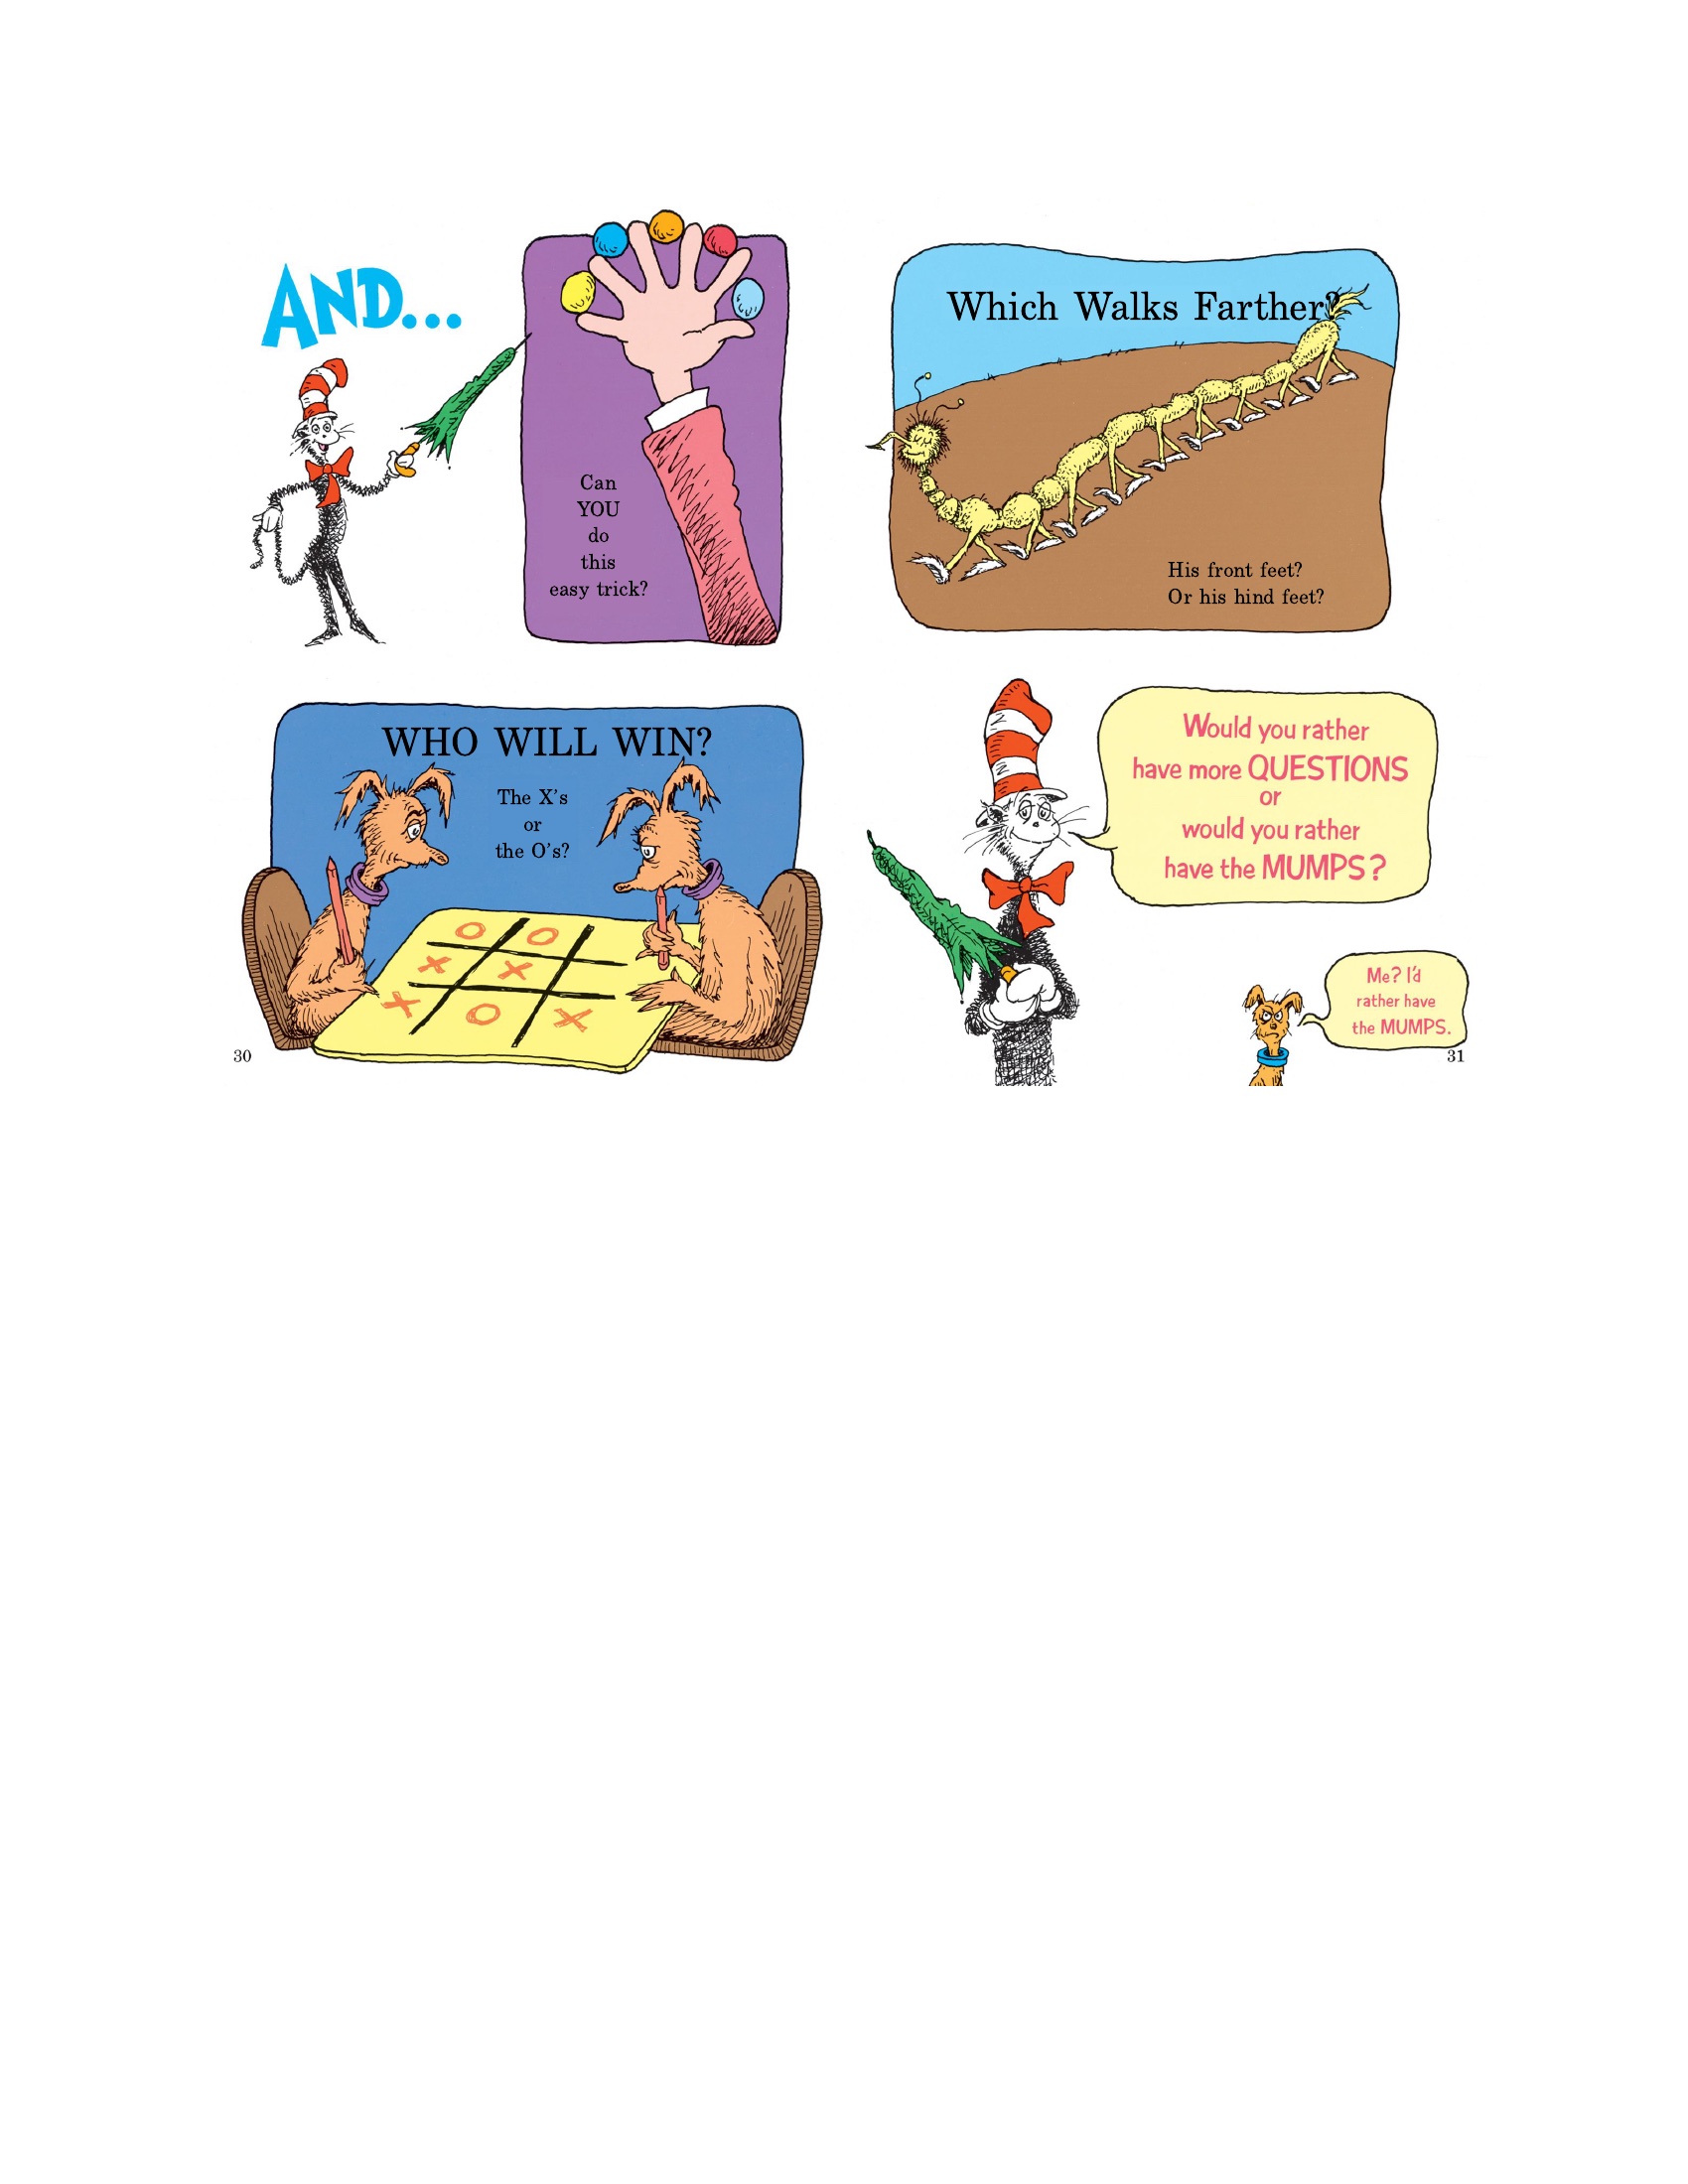 AND...
Can
YOU
do
this
easy trick?
WHO WILL WIN?
The X's
or
the O's?
O O
X X
X O X
30
Which Walks Farther?
His front feet?
Or his hind feet?
Would you rather
have more QUESTIONS
or
would you rather
have the MUMPS?
Me? I'd
rather have
the MUMPS.
31